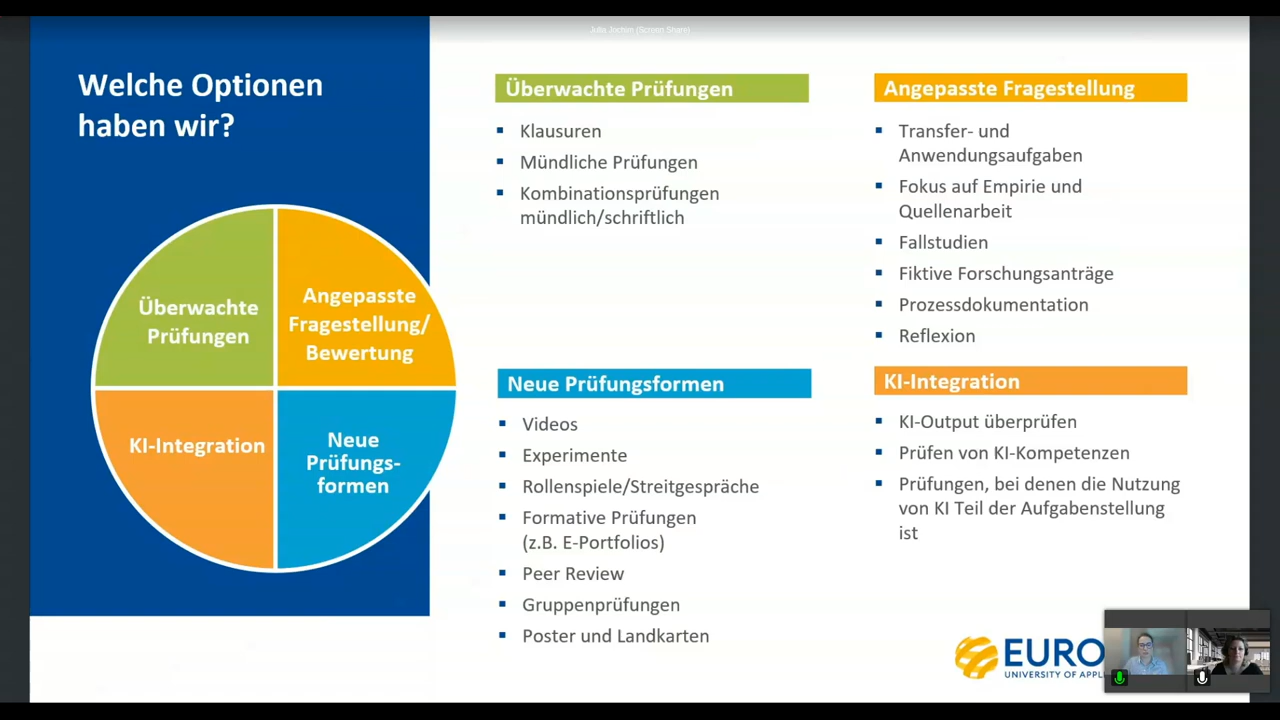 Julia Jochim (Screen Share)
Welche Optionen
haben wir?
Überwachte
Prüfungen
Angepasste
Fragestellung/
Bewertung
KI-Integration
Neue
Prüfungs-
formen
Überwachte Prüfungen
Klausuren
Mündliche Prüfungen
Kombinationsprüfungen
mündlich/schriftlich
Angepasste Fragestellung
Transfer- und
Anwendungsaufgaben
Fokus auf Empirie und
Quellenarbeit
Fallstudien
Fiktive Forschungsanträge
Prozessdokumentation
Reflexion
Neue Prüfungsformen
Videos
Experimente
Rollenspiele/Streitgespräche
Formative Prüfungen
(z.B. E-Portfolios)
Peer Review
Gruppenprüfungen
Poster und Landkarten
KI-Integration
KI-Output überprüfen
Prüfen von KI-Kompetenzen
Prüfungen, bei denen die Nutzung
von KI Teil der Aufgabenstellung
ist
EURO
UNIVERSITY OF APPL